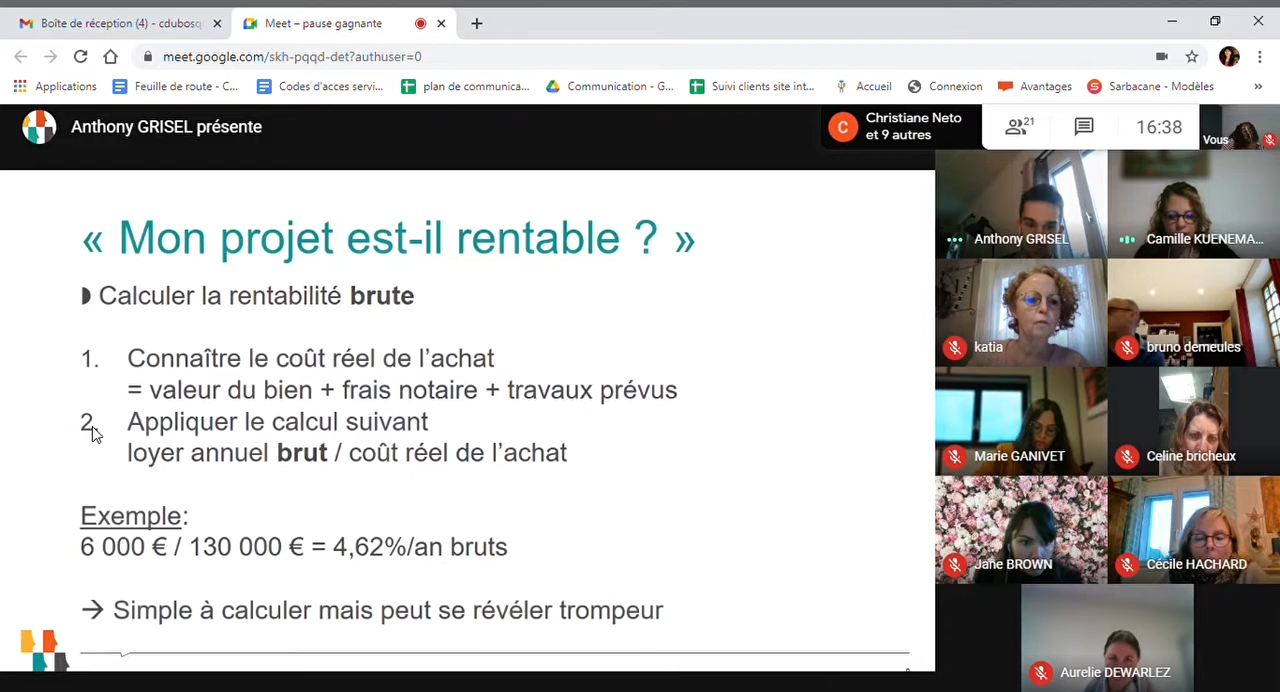 Boîte de réception (4) - cdubosq
Meet – pause gagnante
meet.google.com/skh-pqqd-det?authuser=0
Applications
Feuille de route - C...
Codes d'acces servi...
plan de communica...
Communication - G...
Suivi clients site int...
Accueil
Connexion
Avantages
Sarbacane - Modèles
»
Anthony GRISEL présente
C
Christiane Neto
et 9 autres
21
16:38
Vous
« Mon projet est-il rentable ? »
Calculer la rentabilité brute
1. Connaître le coût réel de l'achat
= valeur du bien + frais notaire + travaux prévus
2. Appliquer le calcul suivant
loyer annuel brut / coût réel de l'achat
Exemple:
6 000 € / 130 000 € = 4,62%/an bruts
→ Simple à calculer mais peut se révéler trompeur
Anthony GRISEL
Camille KUENEMA...
katia
bruno demeules
Marie GANIVET
Celine bricheux
Jane BROWN
Cécile HACHARD
Aurelie DEWARLEZ